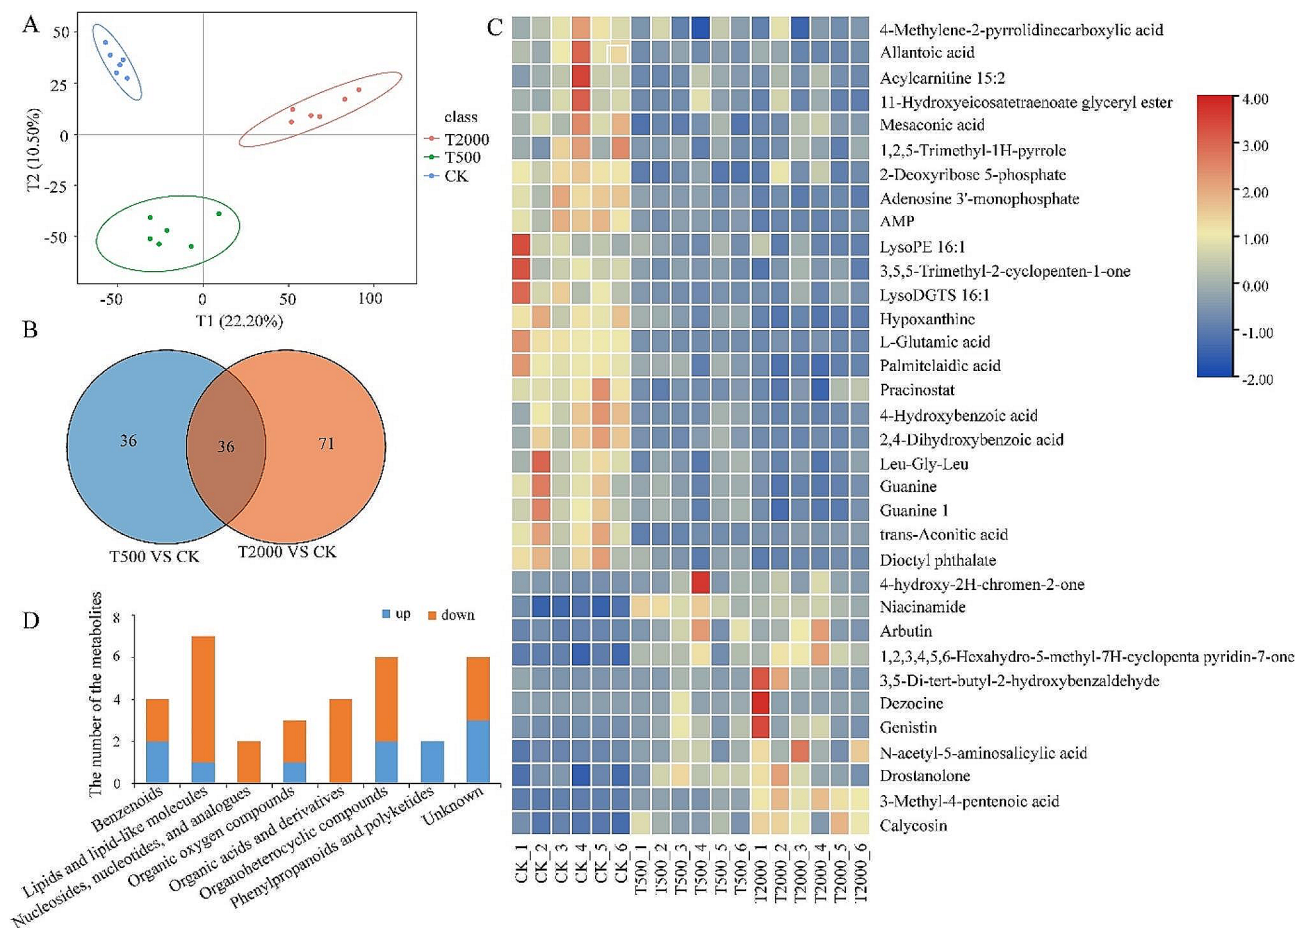 A
50
25
0
-25
-50
T2 (10.50%)
-50
0
50
100
T1 (22.20%)
class
T2000
T500
CK
B
36
36
71
T500 VS CK
T2000 VS CK
C
4-Methylene-2-pyrrolidinecarboxylic acid
Allantoic acid
Acylcarnitine 15:2
11-Hydroxyeicosatetraenoate glyceryl ester
Mesaconic acid
1,2,5-Trimethyl-1H-pyrrole
2-Deoxyribose 5-phosphate
Adenosine 3'-monophosphate
AMP
LysoPE 16:1
3,5,5-Trimethyl-2-cyclopenten-1-one
LysoDGTS 16:1
Hypoxanthine
L-Glutamic acid
Palmitelaidic acid
Pracinostat
4-Hydroxybenzoic acid
2,4-Dihydroxybenzoic acid
Leu-Gly-Leu
Guanine
Guanine 1
trans-Aconitic acid
Dioctyl phthalate
4-hydroxy-2H-chromen-2-one
Niacinamide
Arbutin
1,2,3,4,5,6-Hexahydro-5-methyl-7H-cyclopenta pyridin-7-one
3,5-Di-tert-butyl-2-hydroxybenzaldehyde
Dezocine
Genistin
N-acetyl-5-aminosalicylic acid
Drostanolone
3-Methyl-4-pentenoic acid
Calycosin
CK_1
CK_2
CK_3
CK_4
CK_5
CK_6
T500_1
T500_2
T500_3
T500_4
T500_5
T500_6
T2000_1
T2000_2
T2000_3
T2000_4
T2000_5
T2000_6
4.00
3.00
2.00
1.00
0.00
-1.00
-2.00
D
up
down
The number of the metabolites
8
6
4
2
0
Benzenoids
Lipids and lipid-like molecules
Nucleosides, nucleotides, and analogues
Organic oxygen compounds
Organic acids and derivatives
Organoheterocyclic compounds
Phenylpropanoids and polyketides
Unknown